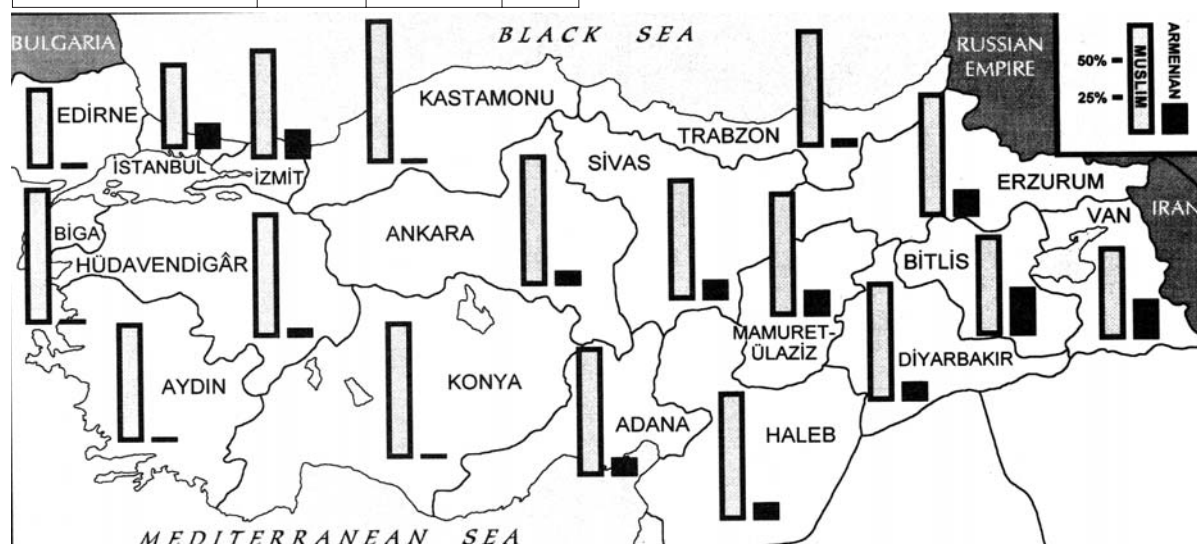 BULGARIA
BLACK SEA
RUSSIAN
EMPIRE
50%
25%
MUSLIM
ARMENIAN
EDİRNE
KASTAMONU
TRABZON
İSTANBUL
İZMİT
SİVAS
ERZURUM
IRAN
VAN
BİGA
ANKARA
HÜDAVENDİGÂR
BİTLİS
MAMURET-
ÜLAZİZ
DİYARBAKIR
AYDIN
KONYA
ADANA
HALEB
MEDITERRANEAN SEA